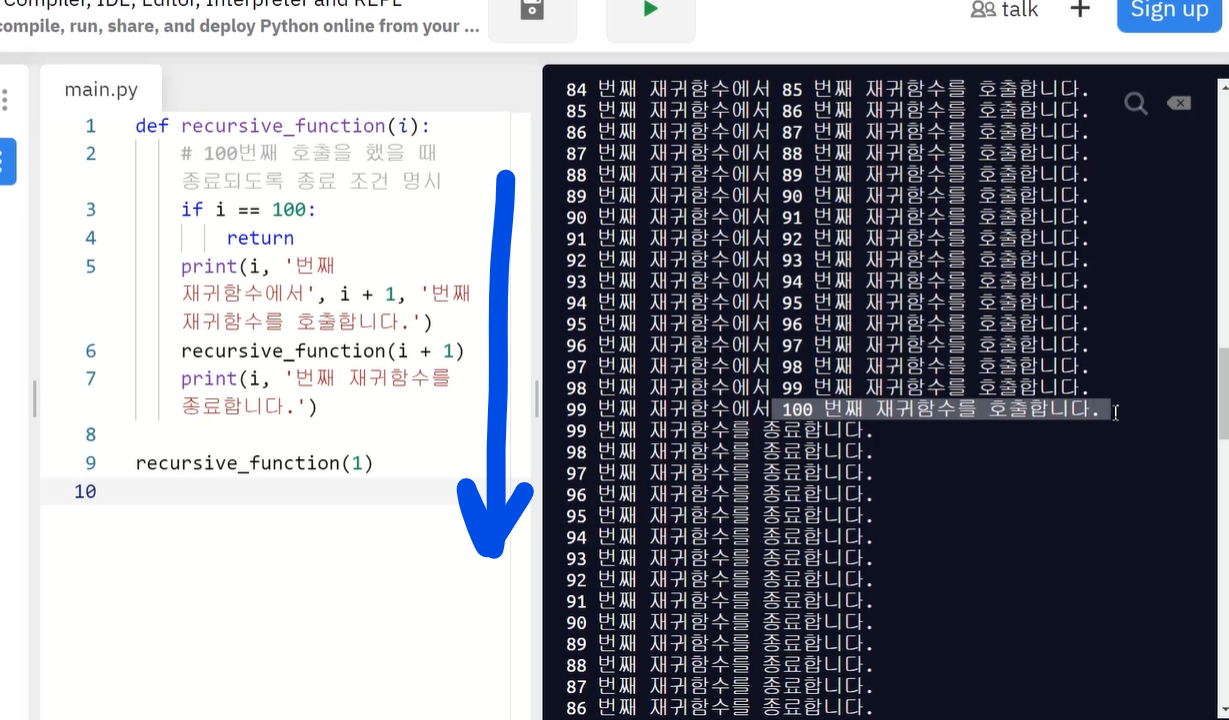 Compiler, IDE, Editor, Interpreter and REPL
compile, run, share, and deploy Python online from your ...
talk
Sign up
main.py
1 def recursive_function(i):
2 # 100번째 호출을 했을 때
종료되도록 종료 조건 명시
3 if i == 100:
4 return
5 print(i, '번째
재귀함수에서', i + 1, '번째
재귀함수를 호출합니다.')
6 recursive_function(i + 1)
7 print(i, '번째 재귀함수를
종료합니다.')
8
9 recursive_function(1)
10
84 번째 재귀함수에서 85 번째 재귀함수를 호출합니다.
85 번째 재귀함수에서 86 번째 재귀함수를 호출합니다.
86 번째 재귀함수에서 87 번째 재귀함수를 호출합니다.
87 번째 재귀함수에서 88 번째 재귀함수를 호출합니다.
88 번째 재귀함수에서 89 번째 재귀함수를 호출합니다.
89 번째 재귀함수에서 90 번째 재귀함수를 호출합니다.
90 번째 재귀함수에서 91 번째 재귀함수를 호출합니다.
91 번째 재귀함수에서 92 번째 재귀함수를 호출합니다.
92 번째 재귀함수에서 93 번째 재귀함수를 호출합니다.
93 번째 재귀함수에서 94 번째 재귀함수를 호출합니다.
94 번째 재귀함수에서 95 번째 재귀함수를 호출합니다.
95 번째 재귀함수에서 96 번째 재귀함수를 호출합니다.
96 번째 재귀함수에서 97 번째 재귀함수를 호출합니다.
97 번째 재귀함수에서 98 번째 재귀함수를 호출합니다.
98 번째 재귀함수에서 99 번째 재귀함수를 호출합니다.
99 번째 재귀함수에서 100 번째 재귀함수를 호출합니다.
99 번째 재귀함수를 종료합니다.
98 번째 재귀함수를 종료합니다.
97 번째 재귀함수를 종료합니다.
96 번째 재귀함수를 종료합니다.
95 번째 재귀함수를 종료합니다.
94 번째 재귀함수를 종료합니다.
93 번째 재귀함수를 종료합니다.
92 번째 재귀함수를 종료합니다.
91 번째 재귀함수를 종료합니다.
90 번째 재귀함수를 종료합니다.
89 번째 재귀함수를 종료합니다.
88 번째 재귀함수를 종료합니다.
87 번째 재귀함수를 종료합니다.
86 번째 재귀함수를 종료합니다.